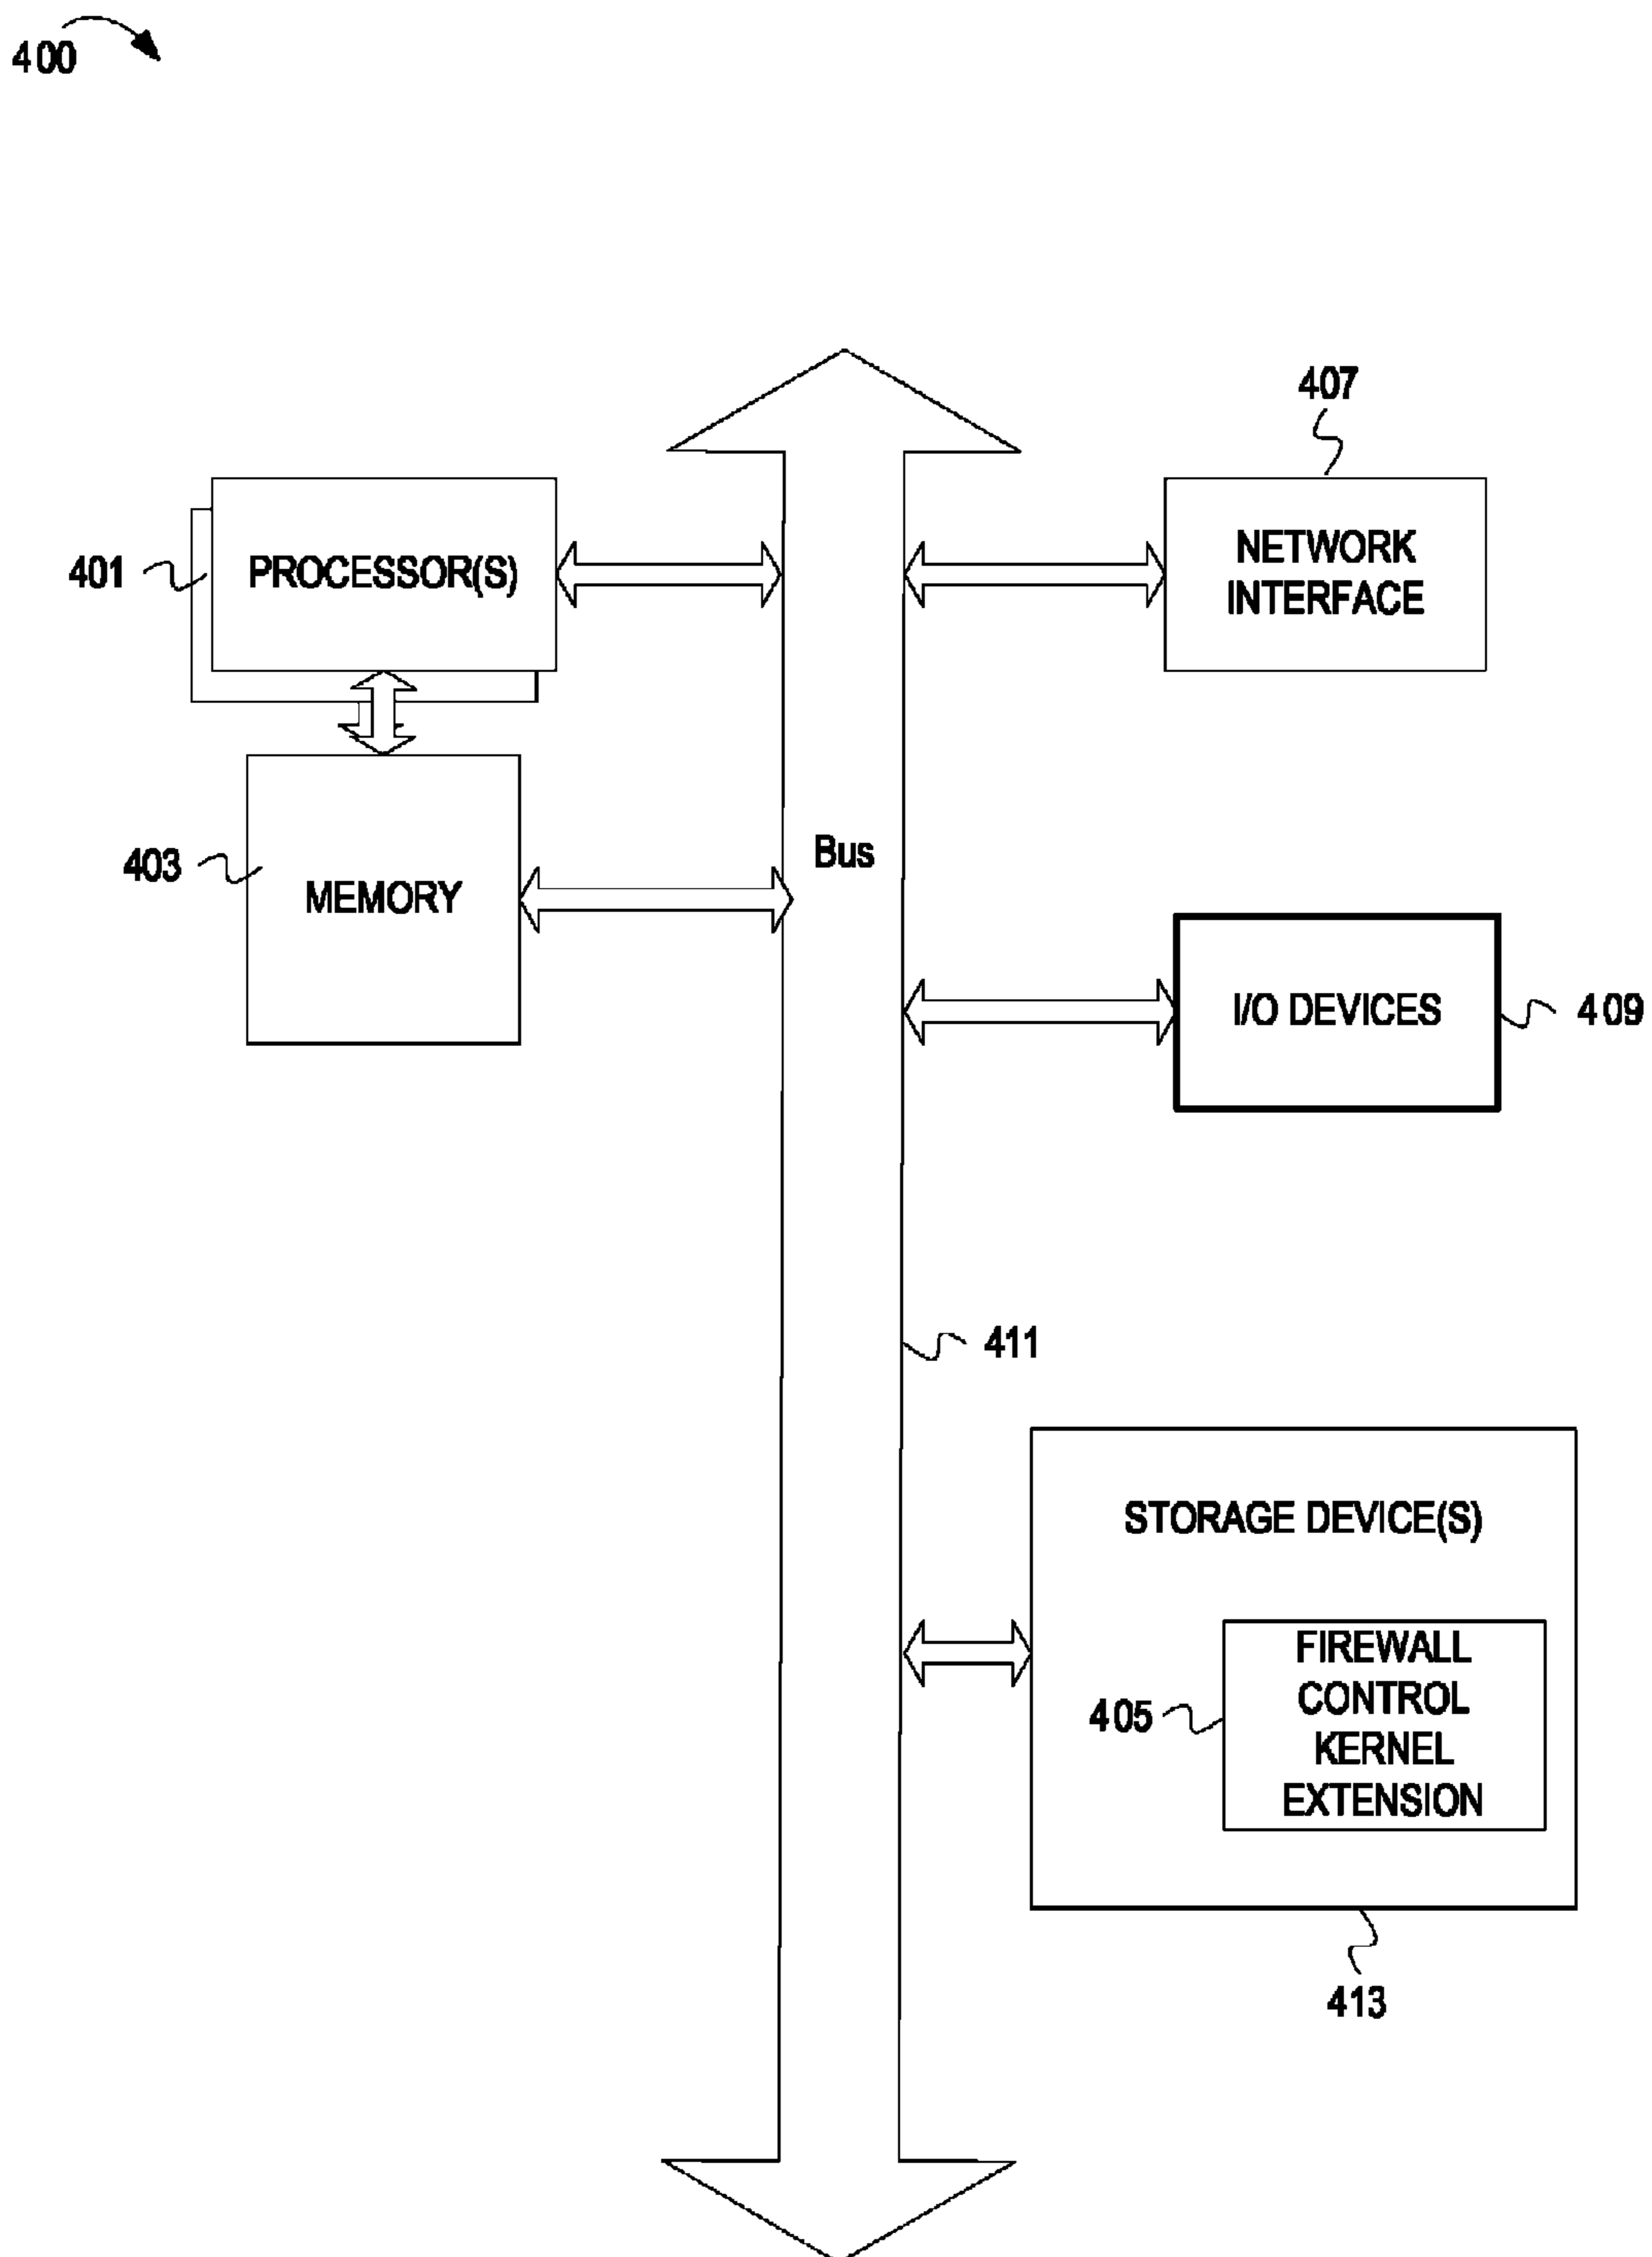 400
407
401
PROCESSOR(S)
NETWORK
INTERFACE
Bus
403
MEMORY
I/O DEVICES
409
411
STORAGE DEVICE(S)
405
FIREWALL
CONTROL
KERNEL
EXTENSION
413